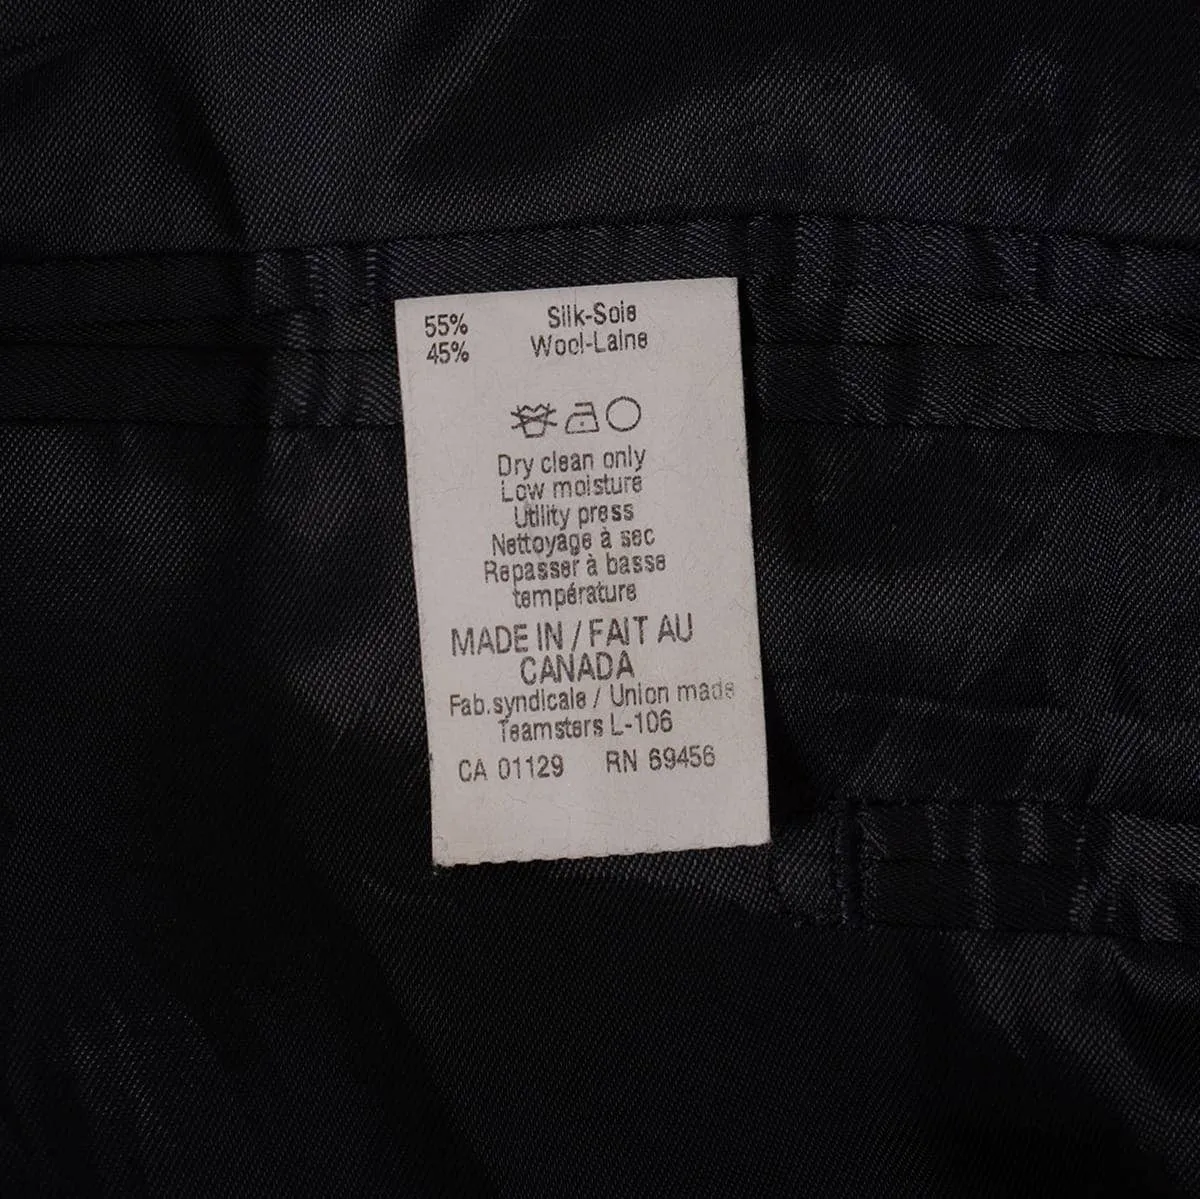 55% Silk-Soie
45% Wool-Laine
Dry clean only
Low moisture
Utility press
Nettoyage à sec
Repasser à basse
température
MADE IN / FAIT AU
CANADA
Fab.syndicale / Union made
Teamsters L-106
CA 01129 RN 69456